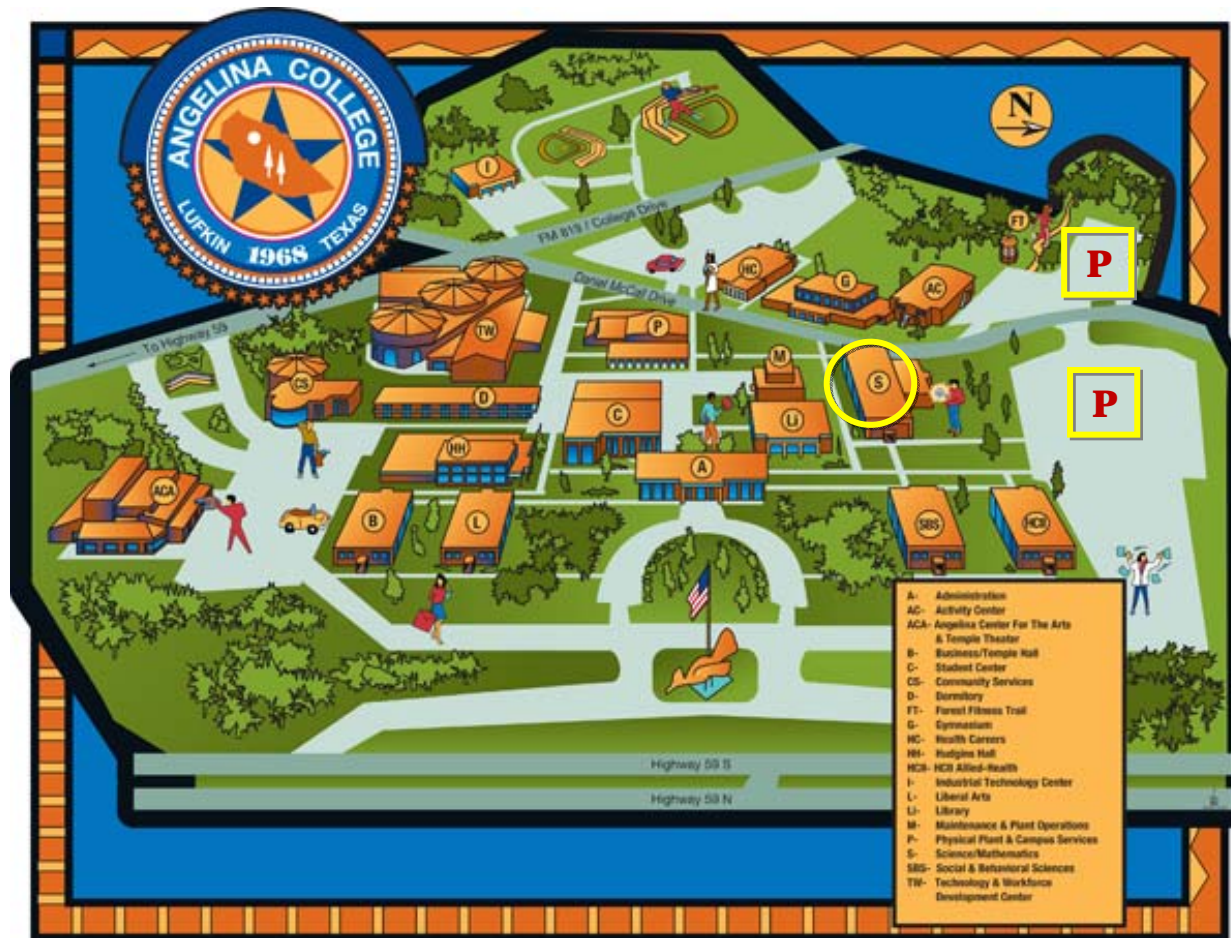 ANGELINA COLLEGE
LUFKIN 1968 TEXAS
N
I
FM 819 / College Drive
FT
P
HC
G
AC
Daniel McCall Drive
TW
P
To Highway 59
M
CS
S
P
D
C
Li
HH
A
ACA
B
L
SBS
HCII
A- Administration
AC- Activity Center
ACA- Angelina Center For The Arts
& Temple Theater
B- Business/Temple Hall
C- Student Center
CS- Community Services
D- Dormitory
FT- Forest Fitness Trail
G- Gymnasium
HC- Health Careers
HH- Hudgins Hall
HCII- HCII Allied-Health
I- Industrial Technology Center
L- Liberal Arts
Li- Library
M- Maintenance & Plant Operations
P- Physical Plant & Campus Services
S- Science/Mathematics
SBS- Social & Behavioral Sciences
TW- Technology & Workforce
Development Center
Highway 59 S
Highway 59 N